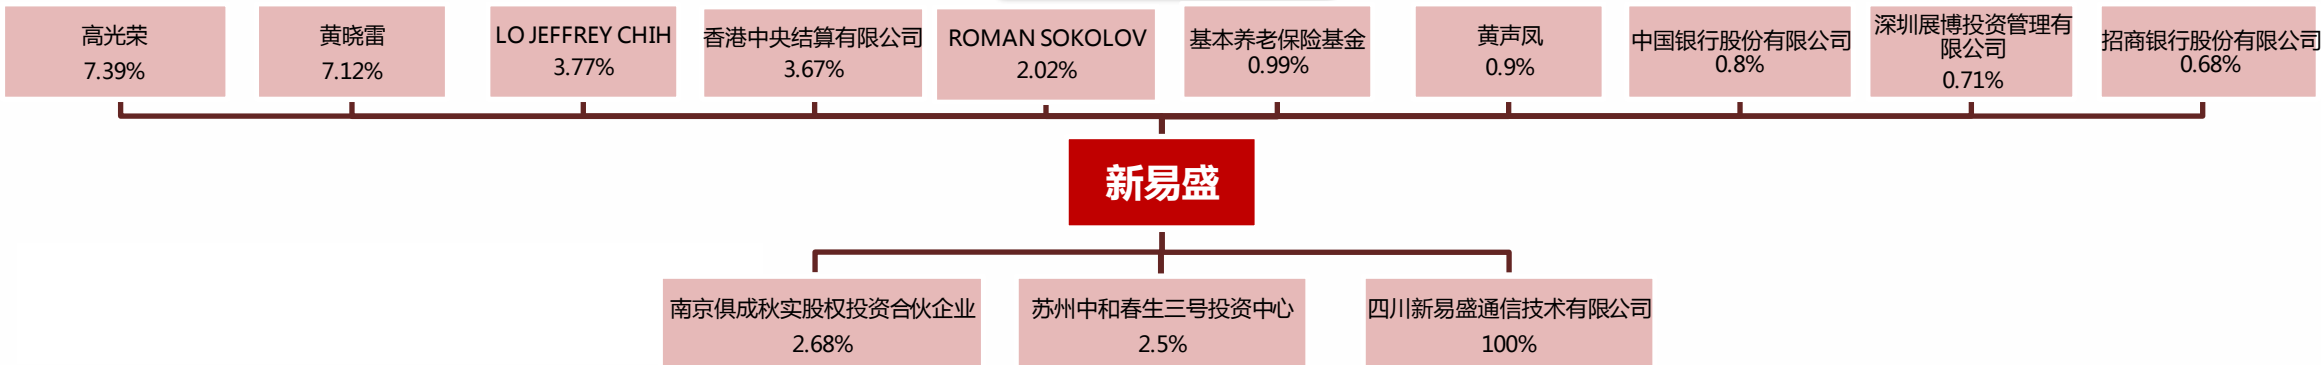 高光荣
7.39%
黄晓雷
7.12%
LO JEFFREY CHIH
3.77%
香港中央结算有限公司
3.67%
ROMAN SOKOLOV
2.02%
基本养老保险基金
0.99%
黄声凤
0.9%
中国银行股份有限公司
0.8%
深圳展博投资管理有
限公司
0.71%
招商银行股份有限公司
0.68%
新易盛
南京俱成秋实股权投资合伙企业
2.68%
苏州中和春生三号投资中心
2.5%
四川新易盛通信技术有限公司
100%